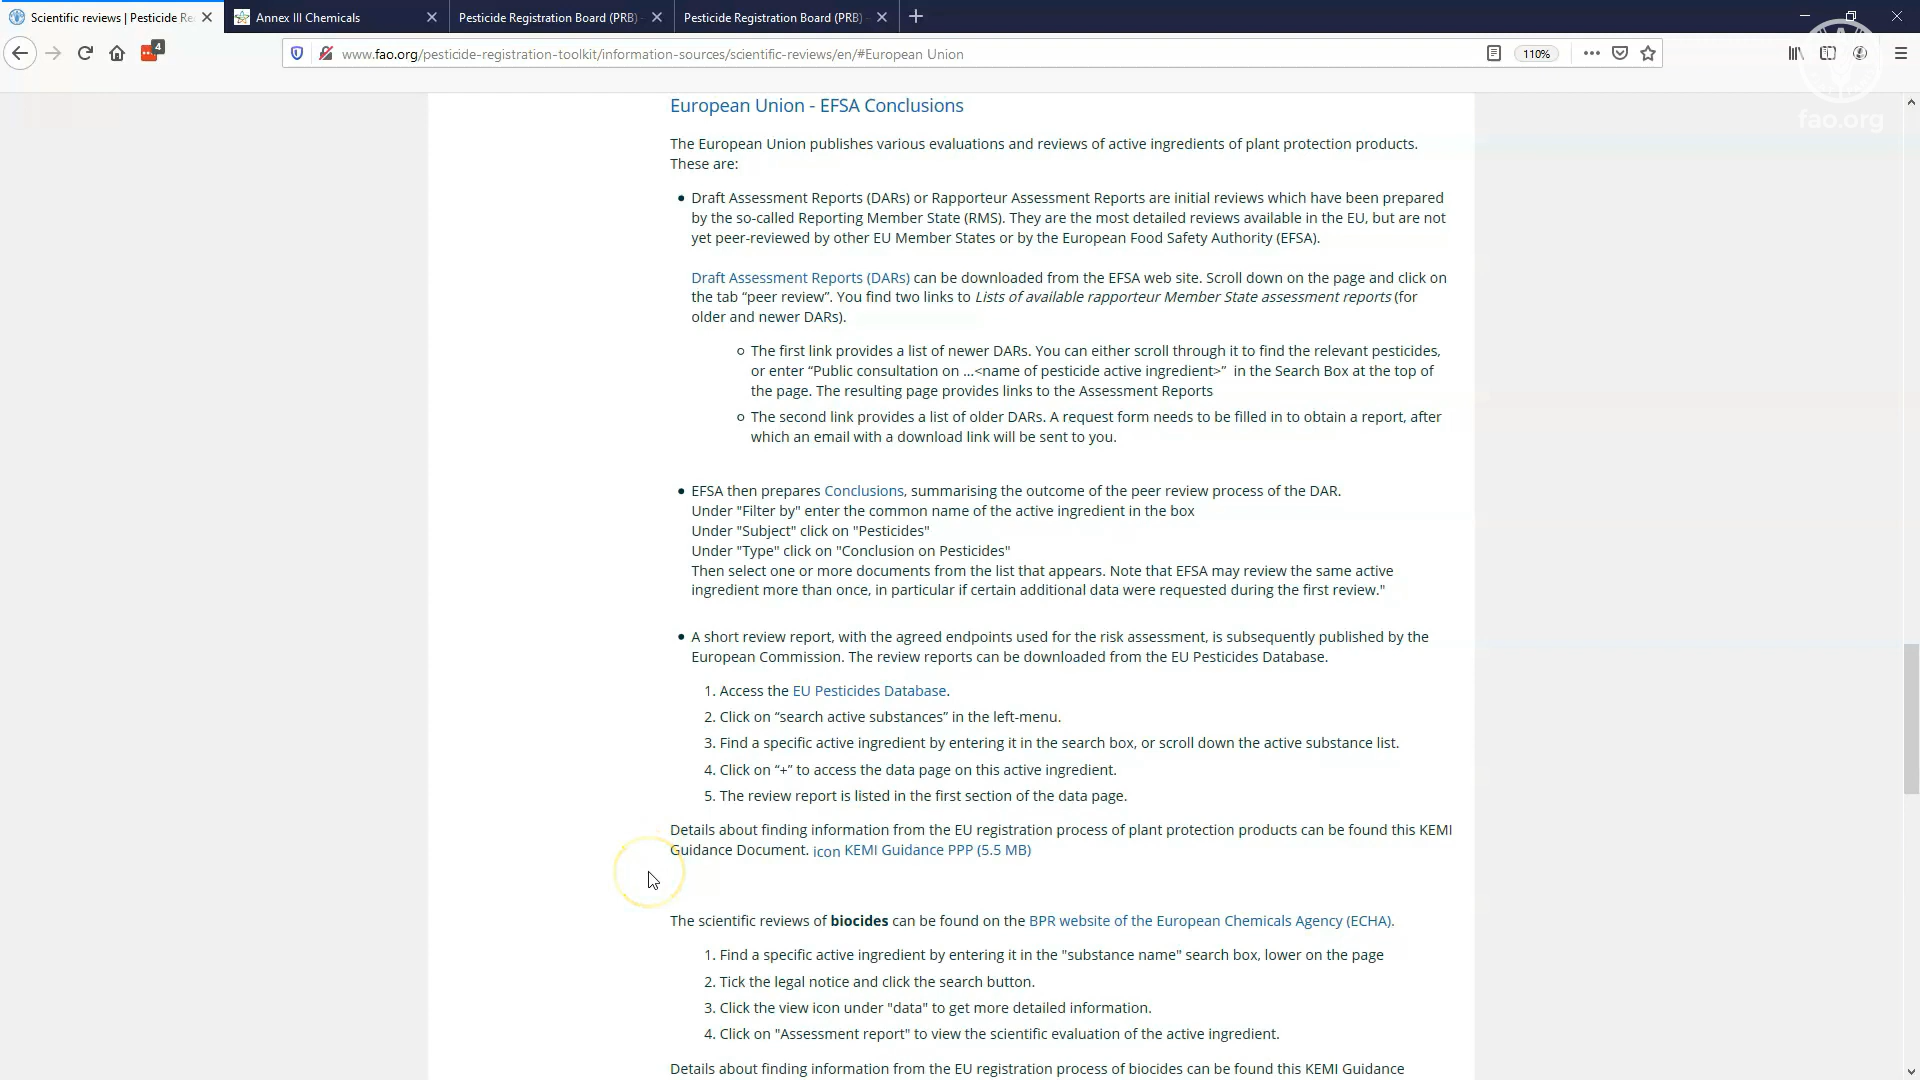 Scientific reviews | Pesticide Re
Annex III Chemicals
Pesticide Registration Board (PRB)
Pesticide Registration Board (PRB)
4
www.fao.org/pesticide-registration-toolkit/information-sources/scientific-reviews/en/#European Union
110%
fao.org
European Union - EFSA Conclusions
The European Union publishes various evaluations and reviews of active ingredients of plant protection products.
These are:
Draft Assessment Reports (DARs) or Rapporteur Assessment Reports are initial reviews which have been prepared
by the so-called Reporting Member State (RMS). They are the most detailed reviews available in the EU, but are not
yet peer-reviewed by other EU Member States or by the European Food Safety Authority (EFSA).
Draft Assessment Reports (DARs) can be downloaded from the EFSA web site. Scroll down on the page and click on
the tab “peer review”. You find two links to Lists of available rapporteur Member State assessment reports (for
older and newer DARs).
The first link provides a list of newer DARs. You can either scroll through it to find the relevant pesticides,
or enter “Public consultation on ...<name of pesticide active ingredient>” in the Search Box at the top of
the page. The resulting page provides links to the Assessment Reports
The second link provides a list of older DARs. A request form needs to be filled in to obtain a report, after
which an email with a download link will be sent to you.
EFSA then prepares Conclusions, summarising the outcome of the peer review process of the DAR.
Under "Filter by" enter the common name of the active ingredient in the box
Under "Subject" click on "Pesticides"
Under "Type" click on "Conclusion on Pesticides"
Then select one or more documents from the list that appears. Note that EFSA may review the same active
ingredient more than once, in particular if certain additional data were requested during the first review."
A short review report, with the agreed endpoints used for the risk assessment, is subsequently published by the
European Commission. The review reports can be downloaded from the EU Pesticides Database.
1. Access the EU Pesticides Database.
2. Click on “search active substances” in the left-menu.
3. Find a specific active ingredient by entering it in the search box, or scroll down the active substance list.
4. Click on “+” to access the data page on this active ingredient.
5. The review report is listed in the first section of the data page.
Details about finding information from the EU registration process of plant protection products can be found this KEMI
Guidance Document. icon KEMI Guidance PPP (5.5 MB)
The scientific reviews of biocides can be found on the BPR website of the European Chemicals Agency (ECHA).
1. Find a specific active ingredient by entering it in the "substance name" search box, lower on the page
2. Tick the legal notice and click the search button.
3. Click the view icon under "data" to get more detailed information.
4. Click on "Assessment report" to view the scientific evaluation of the active ingredient.
Details about finding information from the EU registration process of biocides can be found this KEMI Guidance